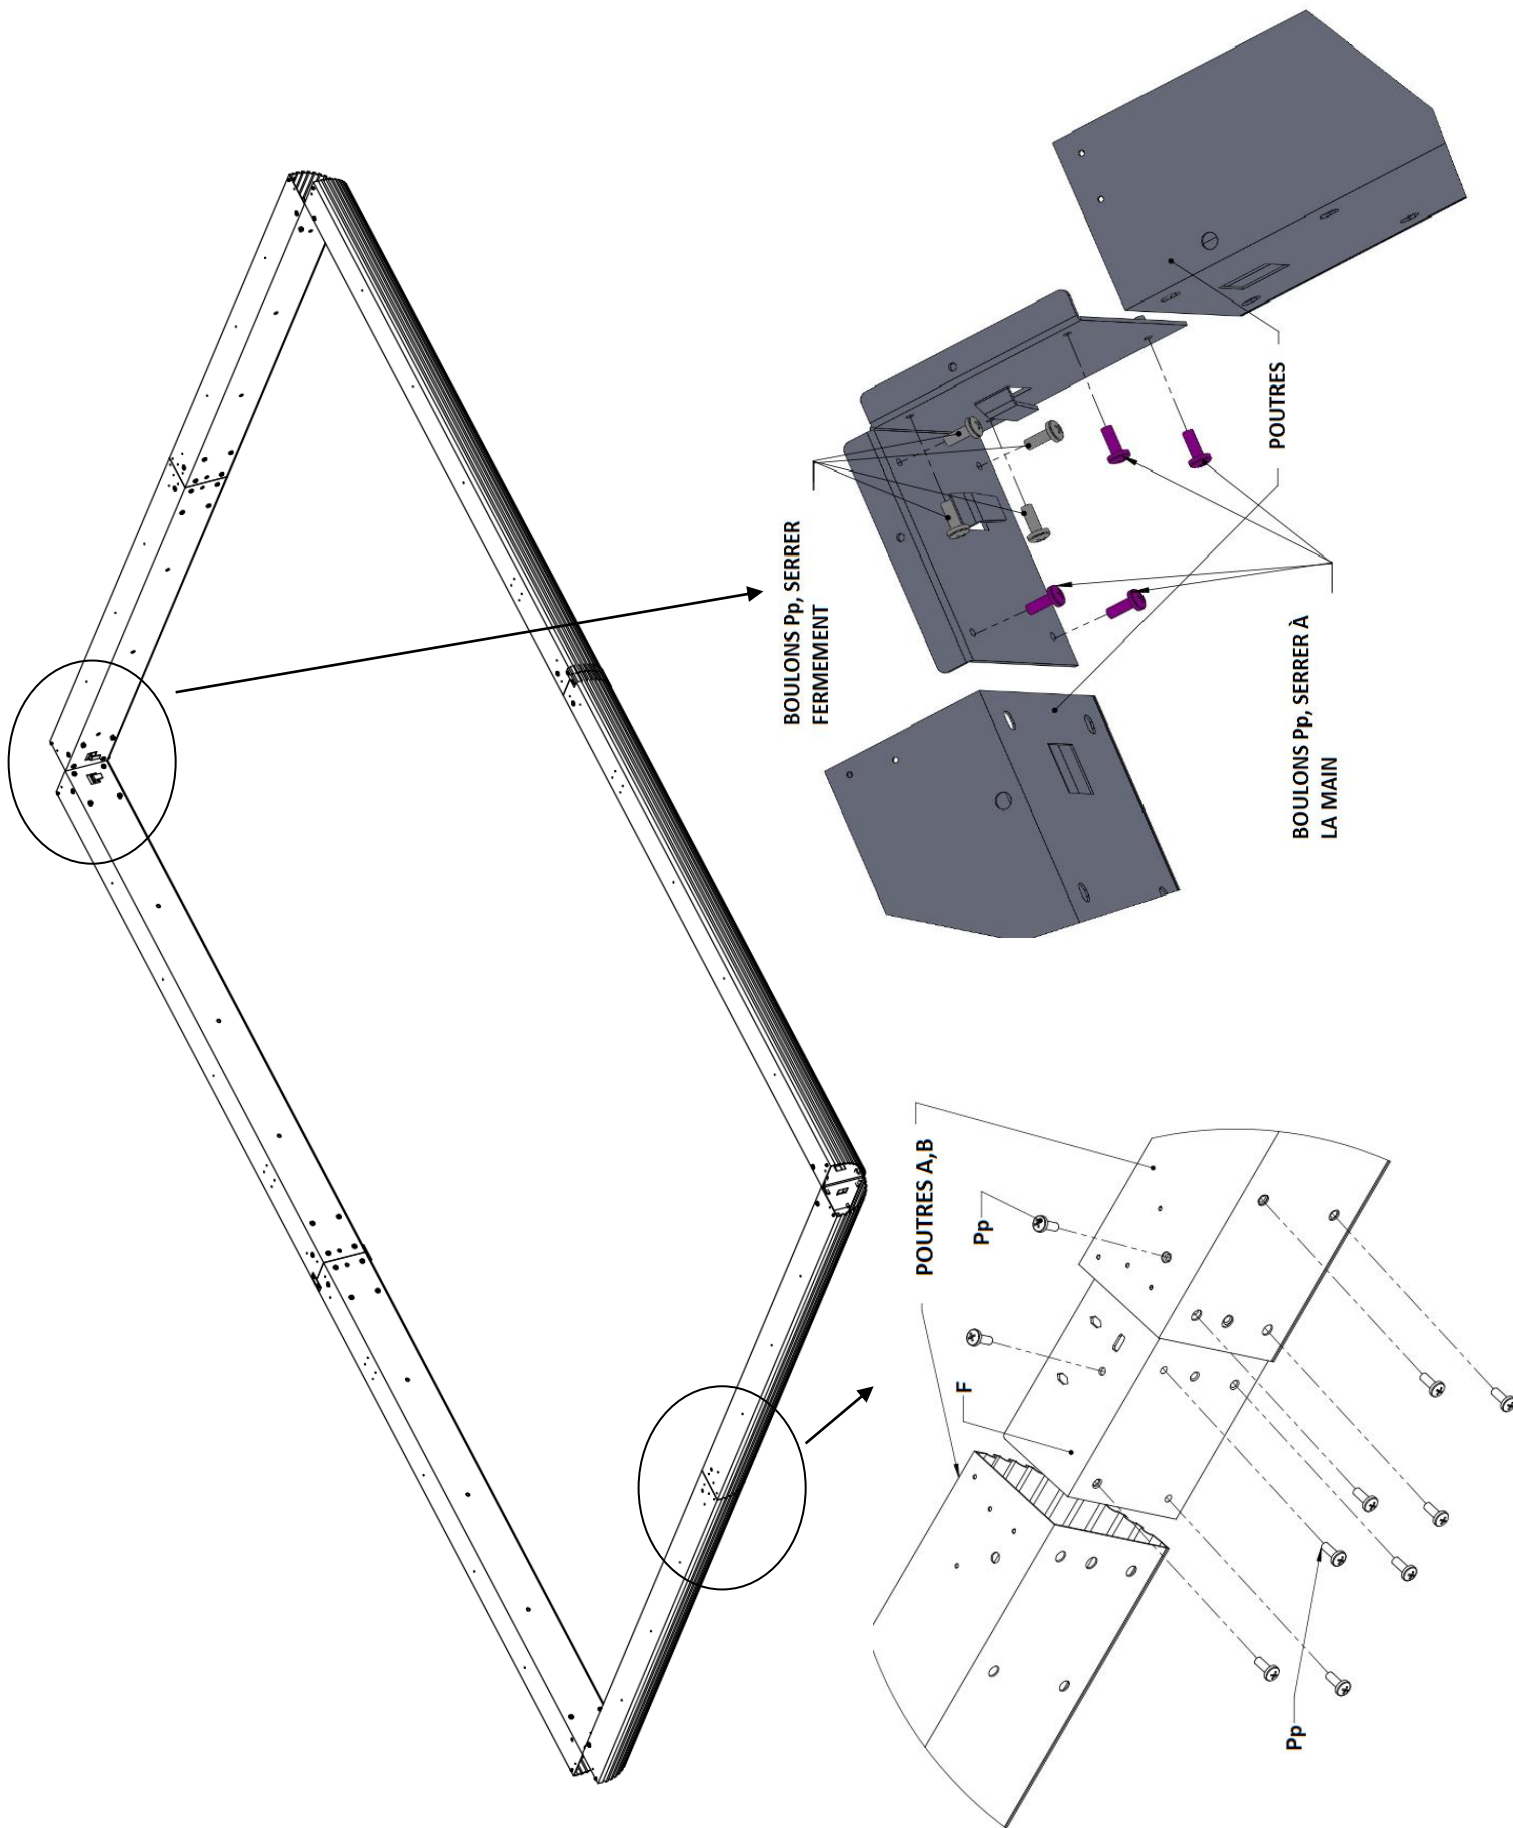 BOULONS Pp, SERRER
FERMEMENT
POUTRES
BOULONS Pp, SERRER À
LA MAIN
POUTRES A,B
Pp
F
Pp